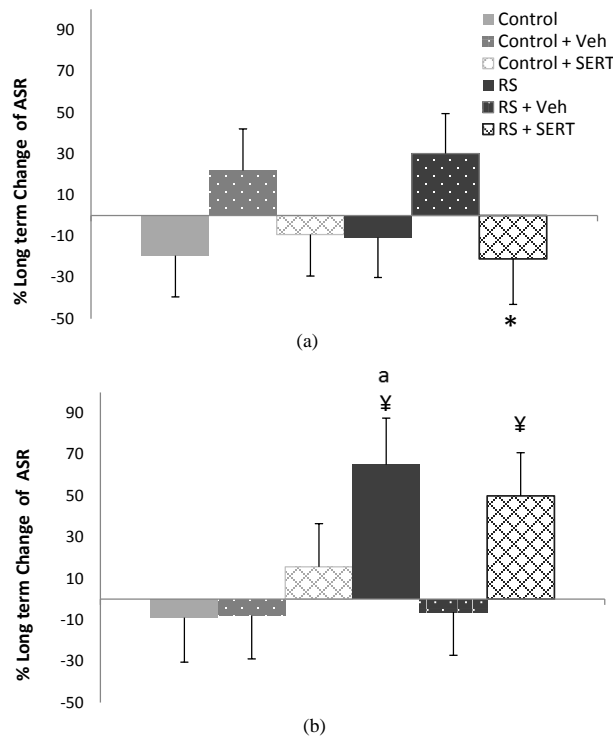 % Long term Change of ASR
90
70
50
30
10
-10
-30
-50
Control
Control + Veh
Control + SERT
RS
RS + Veh
RS + SERT
*
(a)
% Long term Change of ASR
90
70
50
30
10
-10
-30
-50
a
¥
¥
(b)